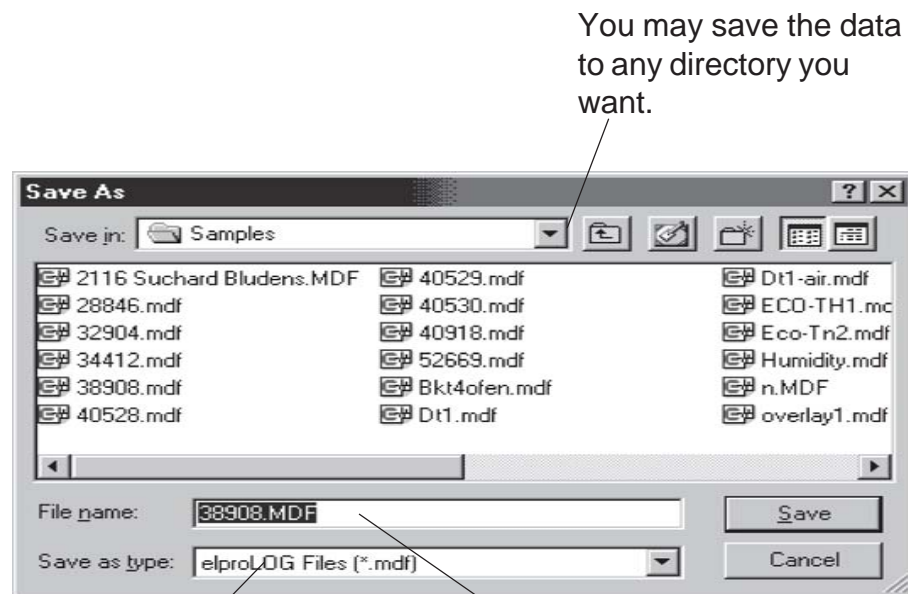 You may save the data
to any directory you
want.
Save As
Save in: Samples
2116 Suchard Bludens.MDF
28846.mdf
32904.mdf
34412.mdf
38908.mdf
40528.mdf
40529.mdf
40530.mdf
40918.mdf
52669.mdf
Bkt4ofen.mdf
Dt1.mdf
Dt1-air.mdf
ECO-TH1.mc
Eco-Tn2.mdf
Humidity.mdf
n.MDF
overlay1.mdf
File name: 38908.MDF
Save
Save as type: elproLOG Files (*.mdf)
Cancel